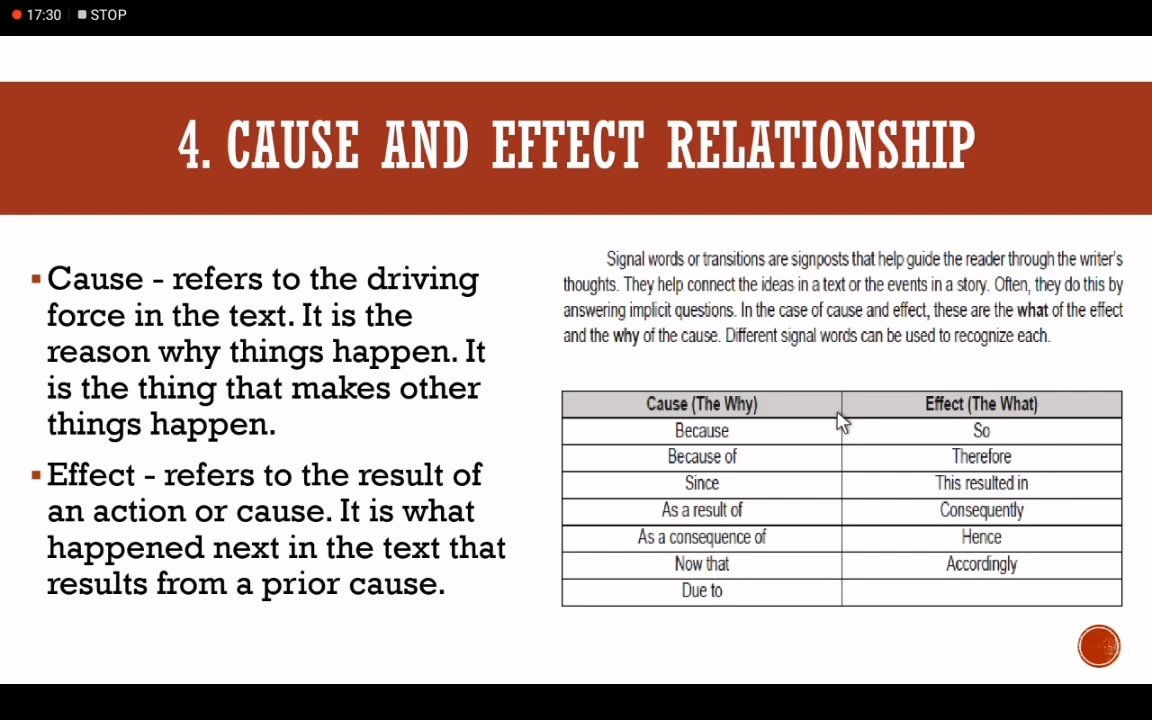 17:30 STOP
4. CAUSE AND EFFECT RELATIONSHIP
Cause - refers to the driving
force in the text. It is the
reason why things happen. It
is the thing that makes other
things happen.
Effect - refers to the result of
an action or cause. It is what
happened next in the text that
results from a prior cause.
Signal words or transitions are signposts that help guide the reader through the writer's
thoughts. They help connect the ideas in a text or the events in a story. Often, they do this by
answering implicit questions. In the case of cause and effect, these are the what of the effect
and the why of the cause. Different signal words can be used to recognize each.
Cause (The Why) Effect (The What)
Because So
Because of Therefore
Since This resulted in
As a result of Consequently
As a consequence of Hence
Now that Accordingly
Due to